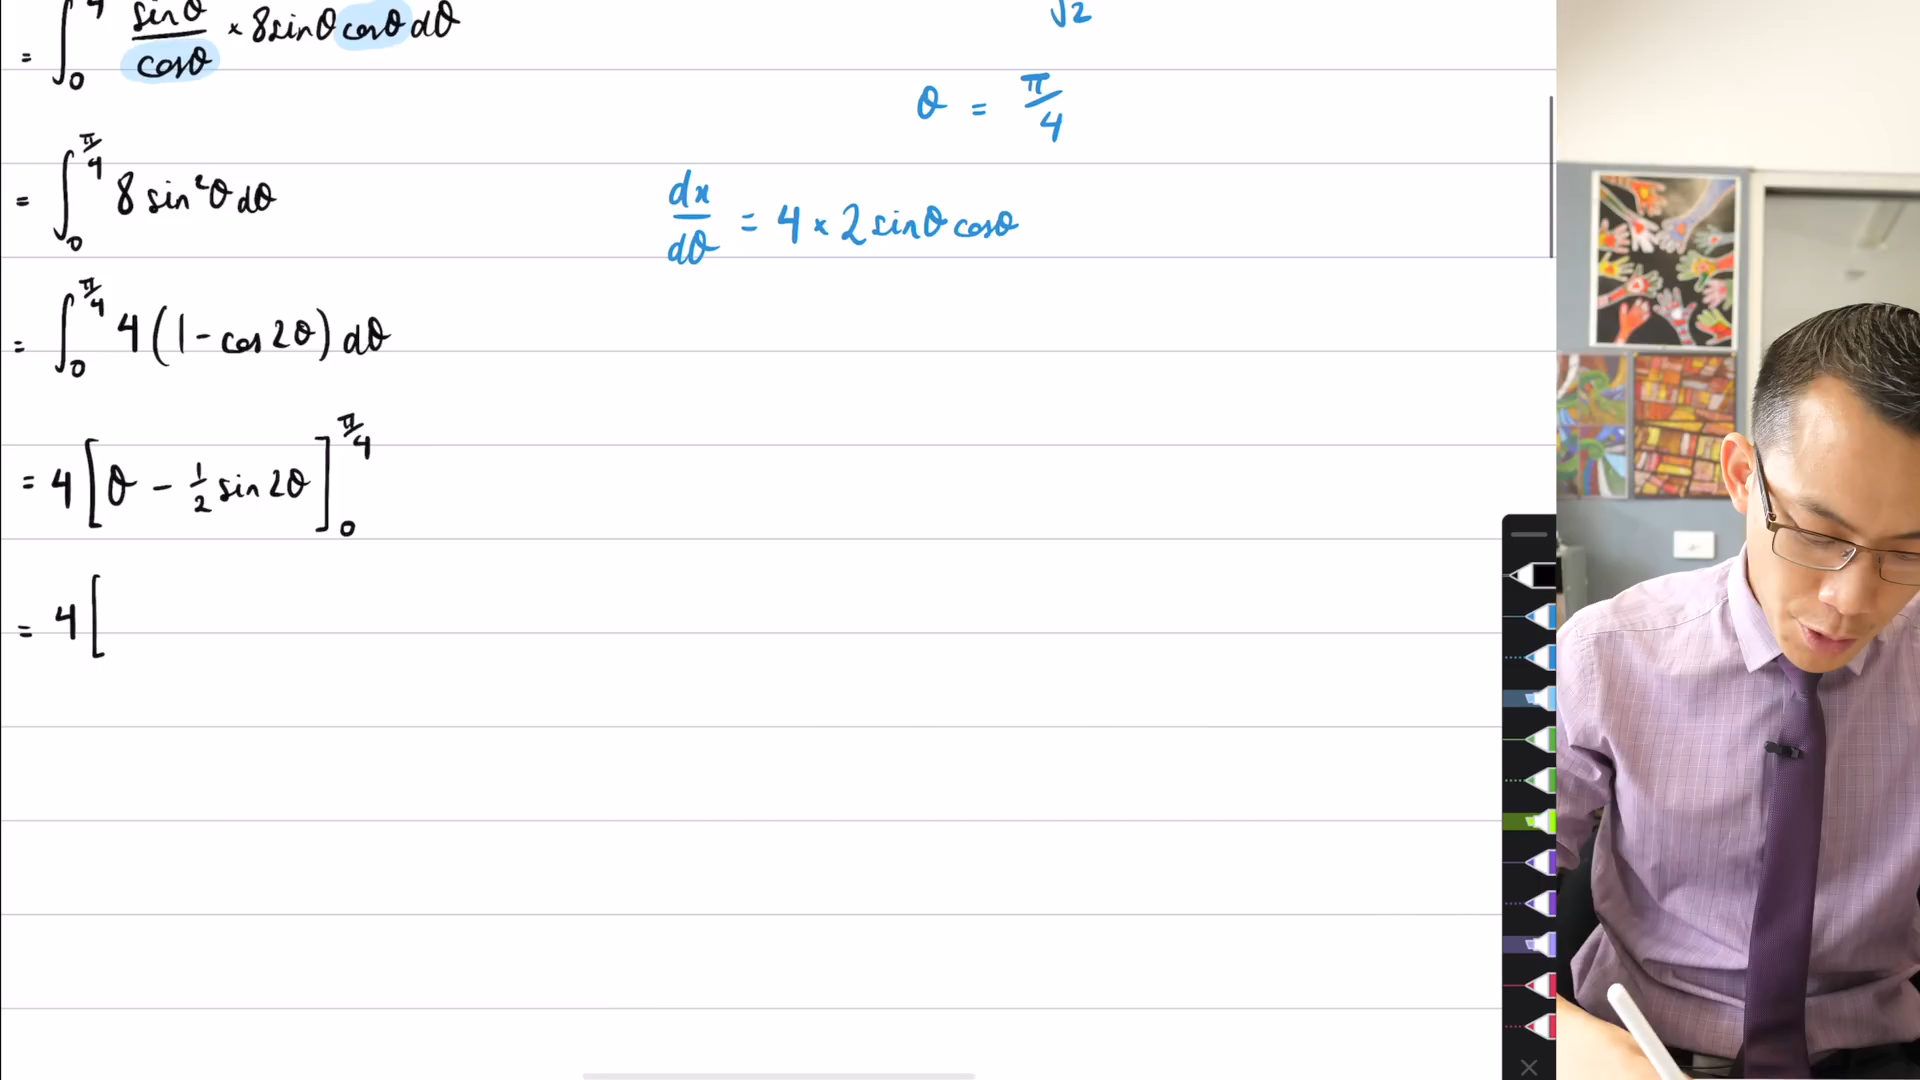 = ∫₀^4 sinθ/cosθ × 8sinθ cosθ dθ
√2
θ = π/4
= ∫₀^(π/4) 8 sin²θ dθ
dx/dθ = 4 × 2 sinθ cosθ
= ∫₀^(π/4) 4(1 - cos 2θ) dθ
= 4[θ - 1/2 sin 2θ]₀^(π/4)
= 4[